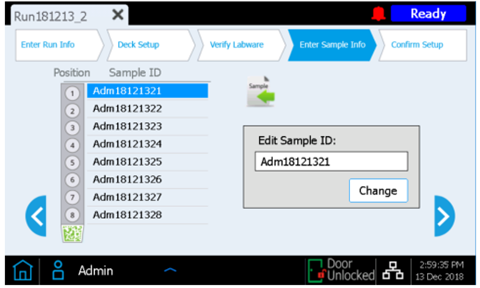 Run181213_2 X Ready
Enter Run Info Deck Setup Verify Labware Enter Sample Info Confirm Setup
Position Sample ID
1 Adm18121321
2 Adm18121322
3 Adm18121323
4 Adm18121324
5 Adm18121325
6 Adm18121326
7 Adm18121327
8 Adm18121328
Sample
Edit Sample ID:
Adm18121321
Change
Admin
Door
Unlocked
2:59:35 PM
13 Dec 2018